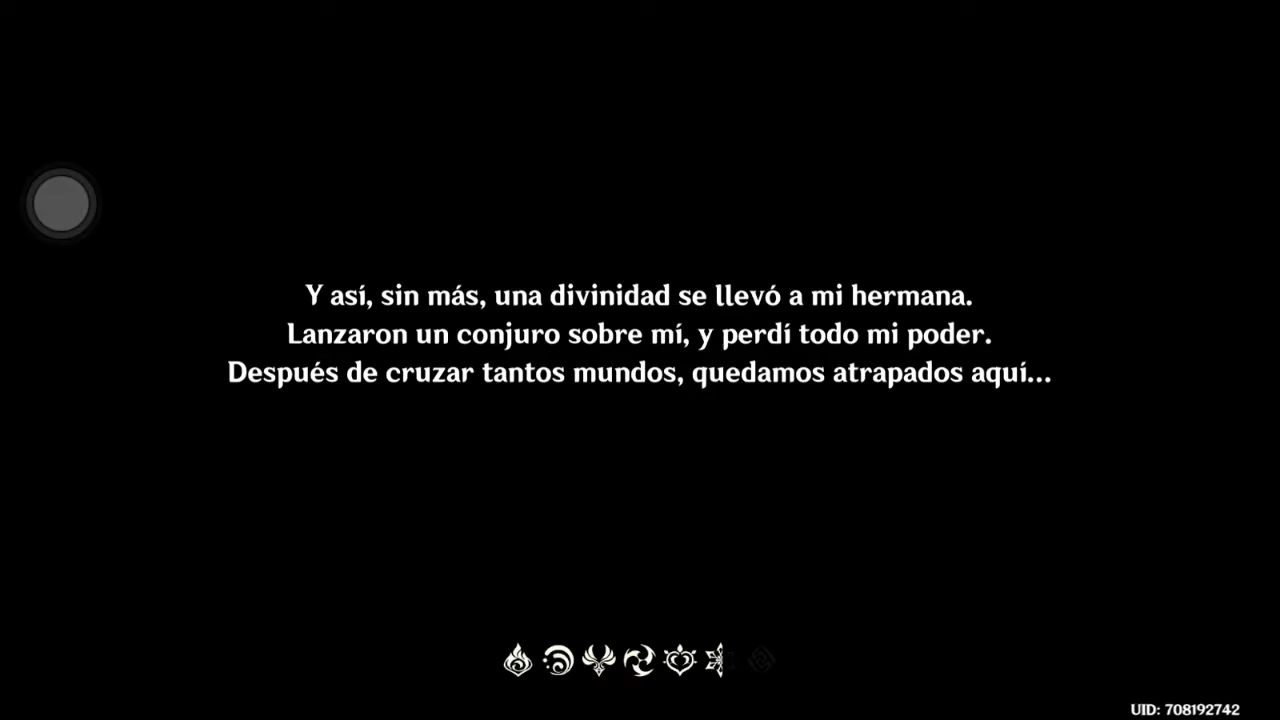 Y así, sin más, una divinidad se llevó a mi hermana.
Lanzaron un conjuro sobre mí, y perdí todo mi poder.
Después de cruzar tantos mundos, quedamos atrapados aquí...
UID: 708192742